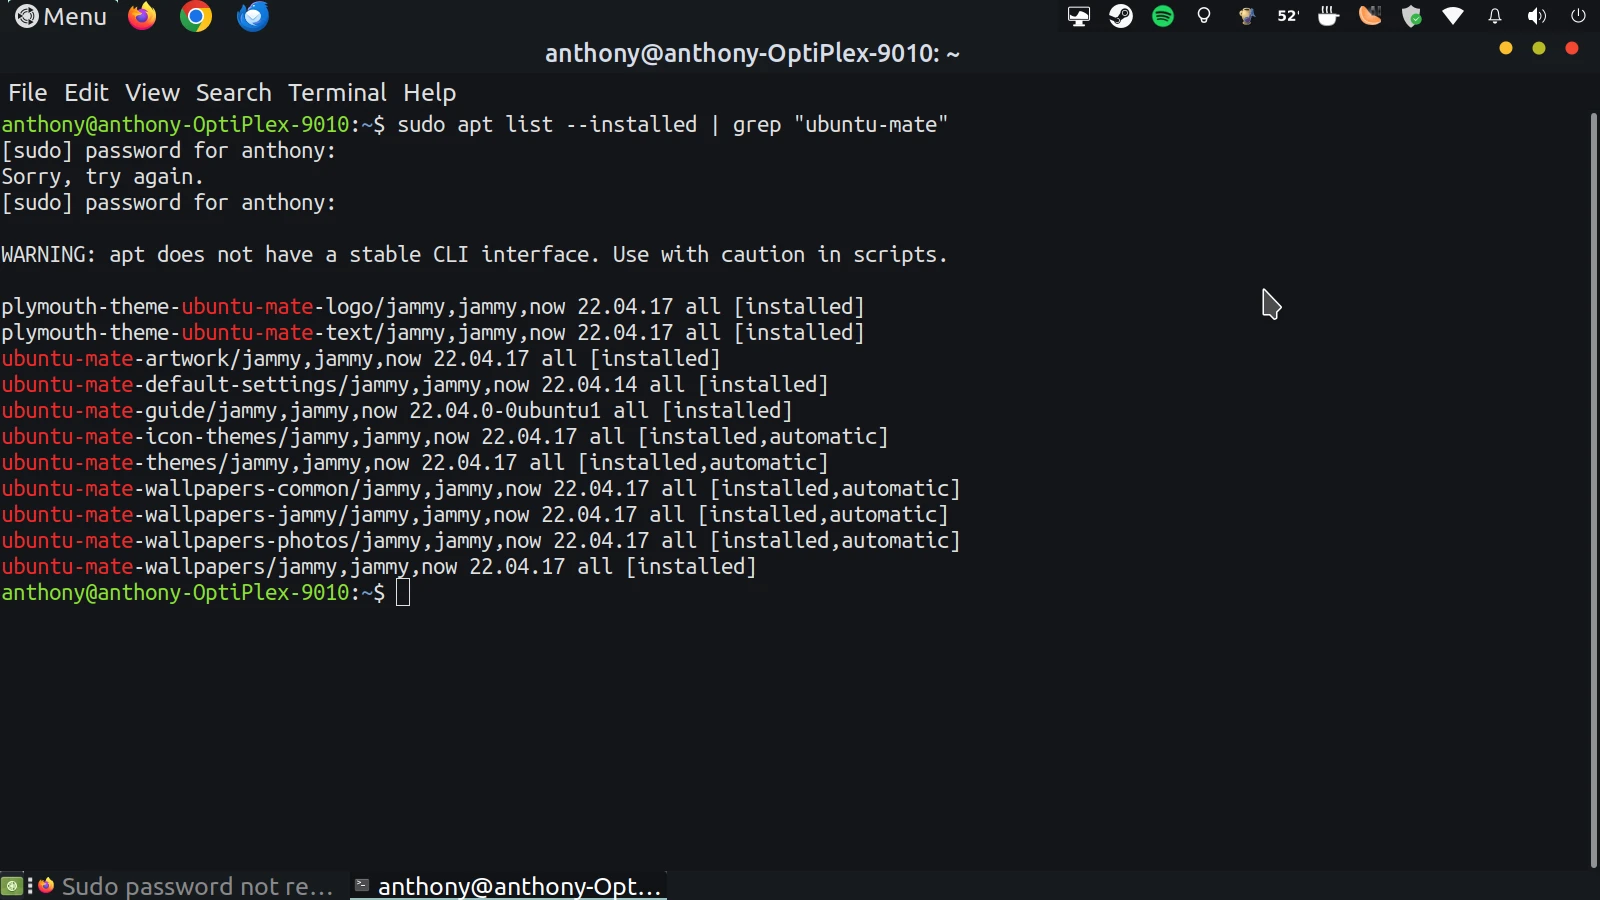 Menu
52'
anthony@anthony-OptiPlex-9010: ~
File Edit View Search Terminal Help
anthony@anthony-OptiPlex-9010:~$ sudo apt list --installed | grep "ubuntu-mate"
[sudo] password for anthony:
Sorry, try again.
[sudo] password for anthony:
WARNING: apt does not have a stable CLI interface. Use with caution in scripts.
plymouth-theme-ubuntu-mate-logo/jammy,jammy,now 22.04.17 all [installed]
plymouth-theme-ubuntu-mate-text/jammy,jammy,now 22.04.17 all [installed]
ubuntu-mate-artwork/jammy,jammy,now 22.04.17 all [installed]
ubuntu-mate-default-settings/jammy,jammy,now 22.04.14 all [installed]
ubuntu-mate-guide/jammy,jammy,now 22.04.0-0ubuntu1 all [installed]
ubuntu-mate-icon-themes/jammy,jammy,now 22.04.17 all [installed,automatic]
ubuntu-mate-themes/jammy,jammy,now 22.04.17 all [installed,automatic]
ubuntu-mate-wallpapers-common/jammy,jammy,now 22.04.17 all [installed,automatic]
ubuntu-mate-wallpapers-jammy/jammy,jammy,now 22.04.17 all [installed,automatic]
ubuntu-mate-wallpapers-photos/jammy,jammy,now 22.04.17 all [installed,automatic]
ubuntu-mate-wallpapers/jammy,jammy,now 22.04.17 all [installed]
anthony@anthony-OptiPlex-9010:~$
Sudo password not re...
anthony@anthony-Opt...